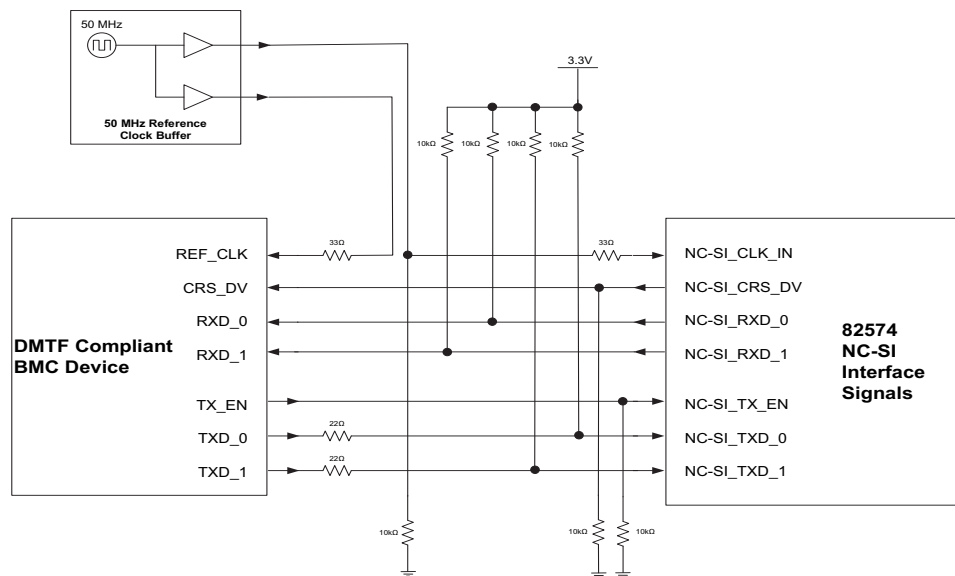 50 MHz
50 MHz Reference
Clock Buffer
3.3V
10kΩ
10kΩ
10kΩ
10kΩ
DMTF Compliant
BMC Device
REF_CLK
CRS_DV
RXD_0
RXD_1
TX_EN
TXD_0
TXD_1
33Ω
33Ω
22Ω
22Ω
NC-SI_CLK_IN
NC-SI_CRS_DV
NC-SI_RXD_0
NC-SI_RXD_1
NC-SI_TX_EN
NC-SI_TXD_0
NC-SI_TXD_1
82574
NC-SI
Interface
Signals
10kΩ
10kΩ
10kΩ